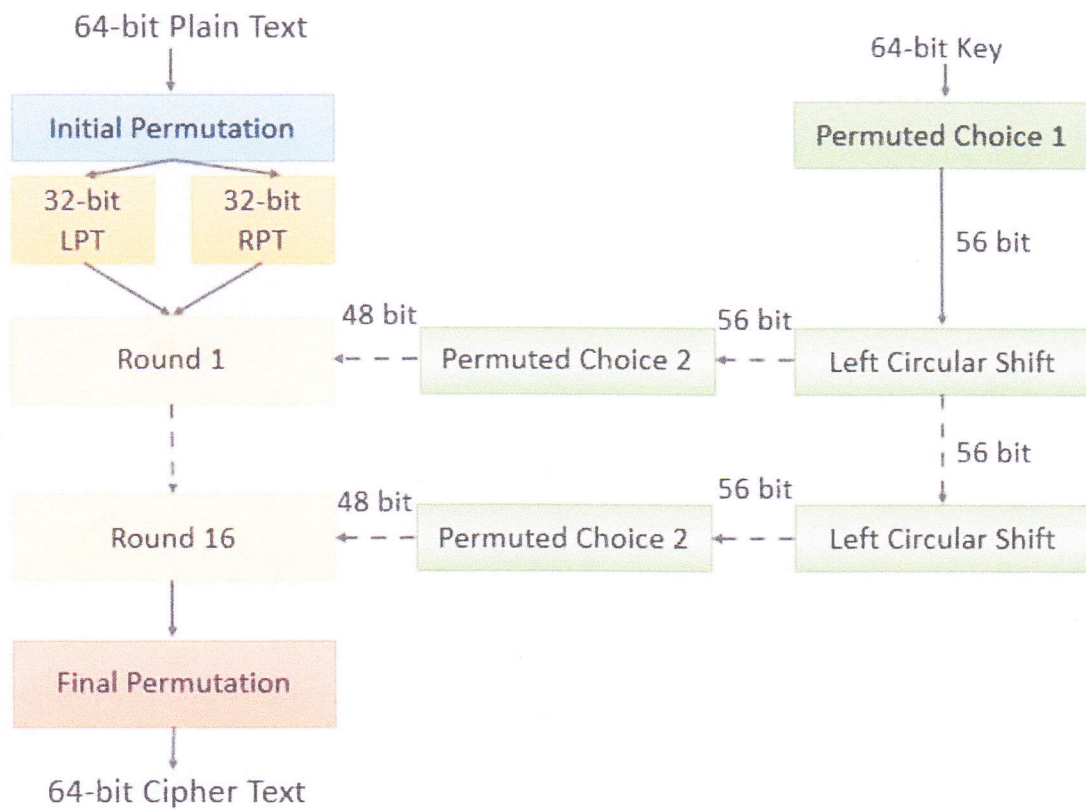 64-bit Plain Text
64-bit Key
Initial Permutation
Permuted Choice 1
32-bit
LPT
32-bit
RPT
56 bit
Round 1
48 bit
Permuted Choice 2
56 bit
Left Circular Shift
56 bit
Round 16
48 bit
Permuted Choice 2
56 bit
Left Circular Shift
Final Permutation
64-bit Cipher Text